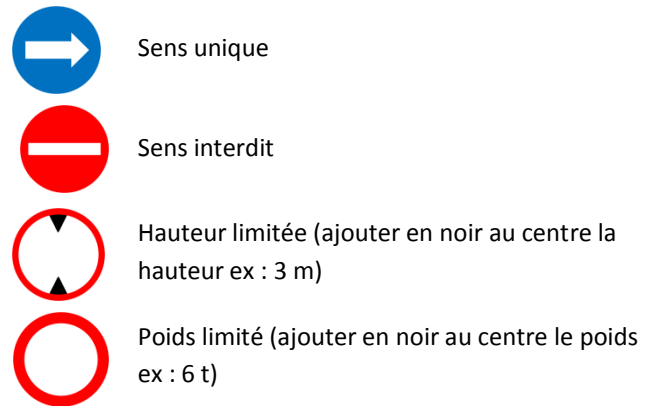 Sens unique
Sens interdit
Hauteur limitée (ajouter en noir au centre la
hauteur ex : 3 m)
Poids limité (ajouter en noir au centre le poids
ex : 6 t)